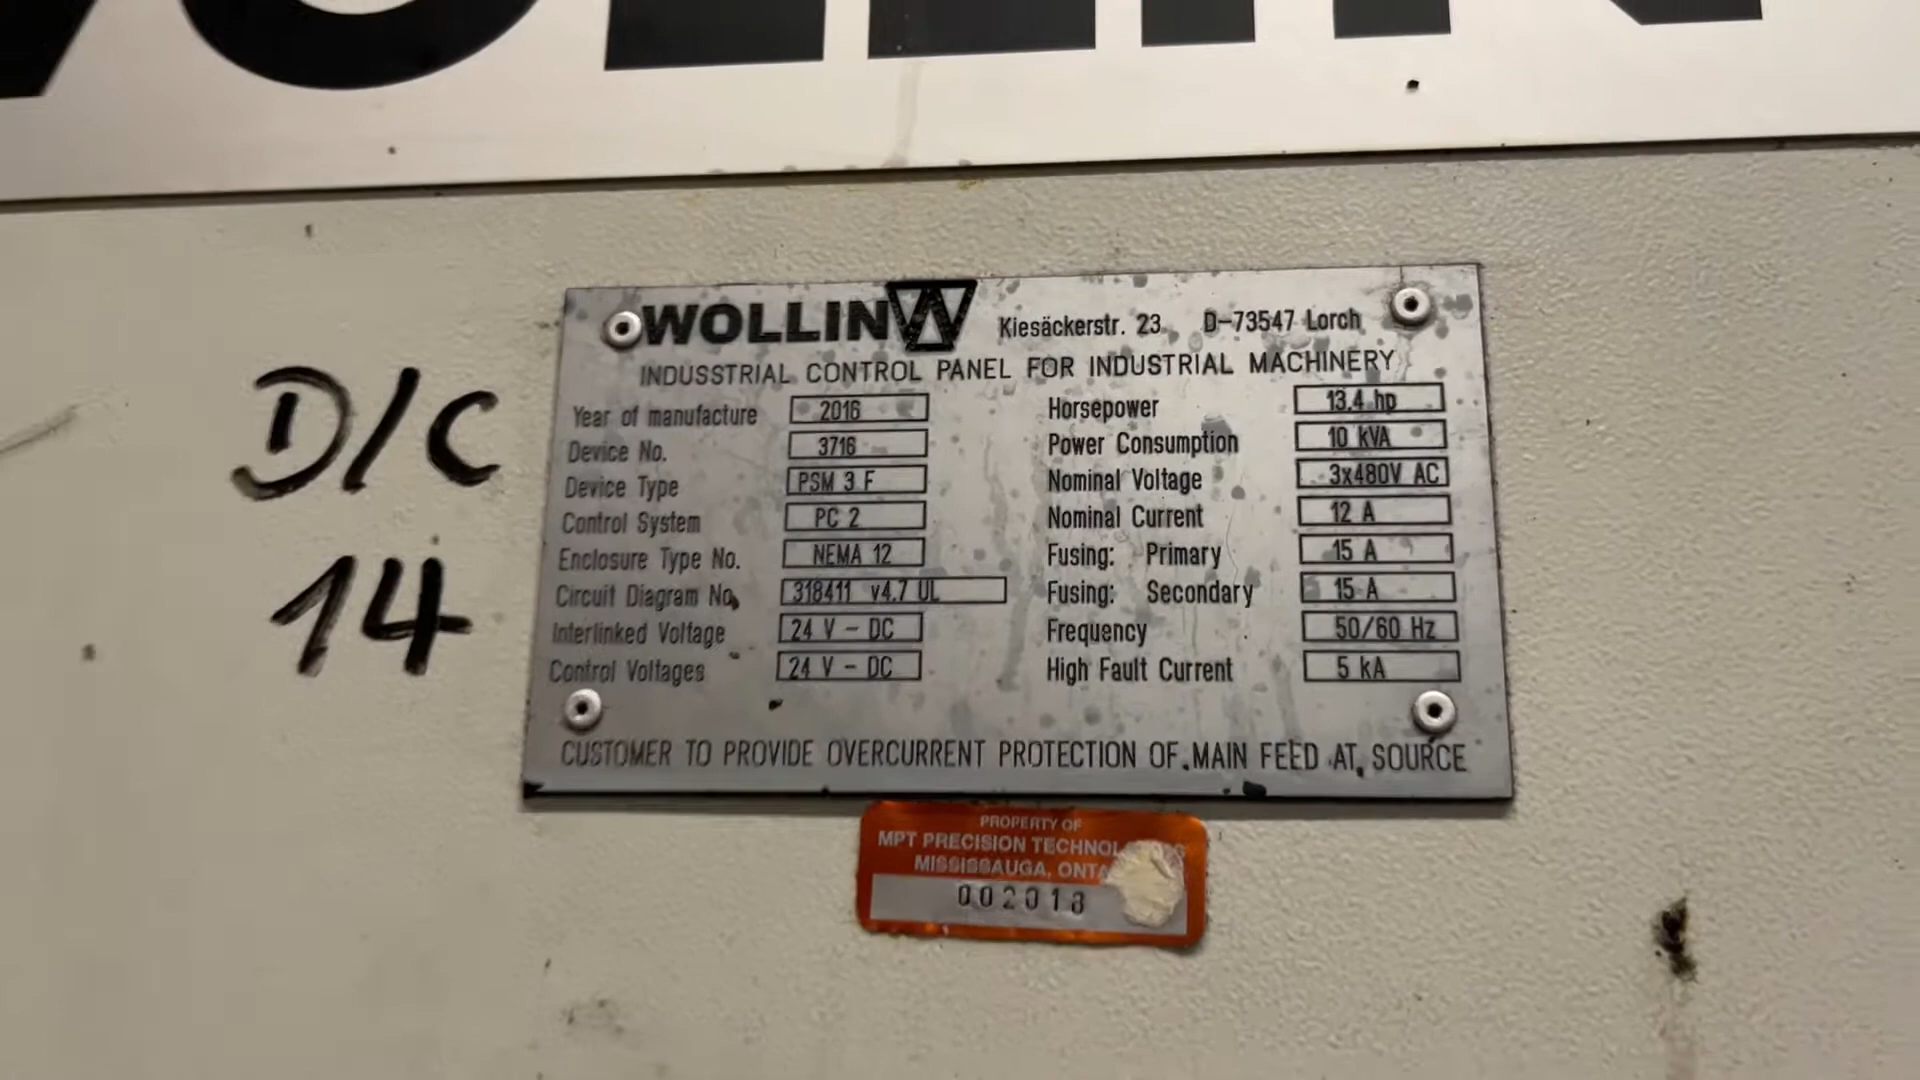 WOLLIN
WOLLIN Kiesäckerstr. 23 D-73547 Lorch
INDUSSTRIAL CONTROL PANEL FOR INDUSTRIAL MACHINERY
Year of manufacture 2016 Horsepower 13.4 hp
Device No. 3716 Power Consumption 10 kVA
Device Type PSM 3 F Nominal Voltage 3x480V AC
Control System PC 2 Nominal Current 12 A
Enclosure Type No. NEMA 12 Fusing: Primary 15 A
Circuit Diagram No. 318411 v4.7 UL Fusing: Secondary 15 A
Interlinked Voltage 24 V - DC Frequency 50/60 Hz
Control Voltages 24 V - DC High Fault Current 5 kA
CUSTOMER TO PROVIDE OVERCURRENT PROTECTION OF MAIN FEED AT SOURCE
D/C
14
PROPERTY OF
MPT PRECISION
MISSISSAUGA,
002018